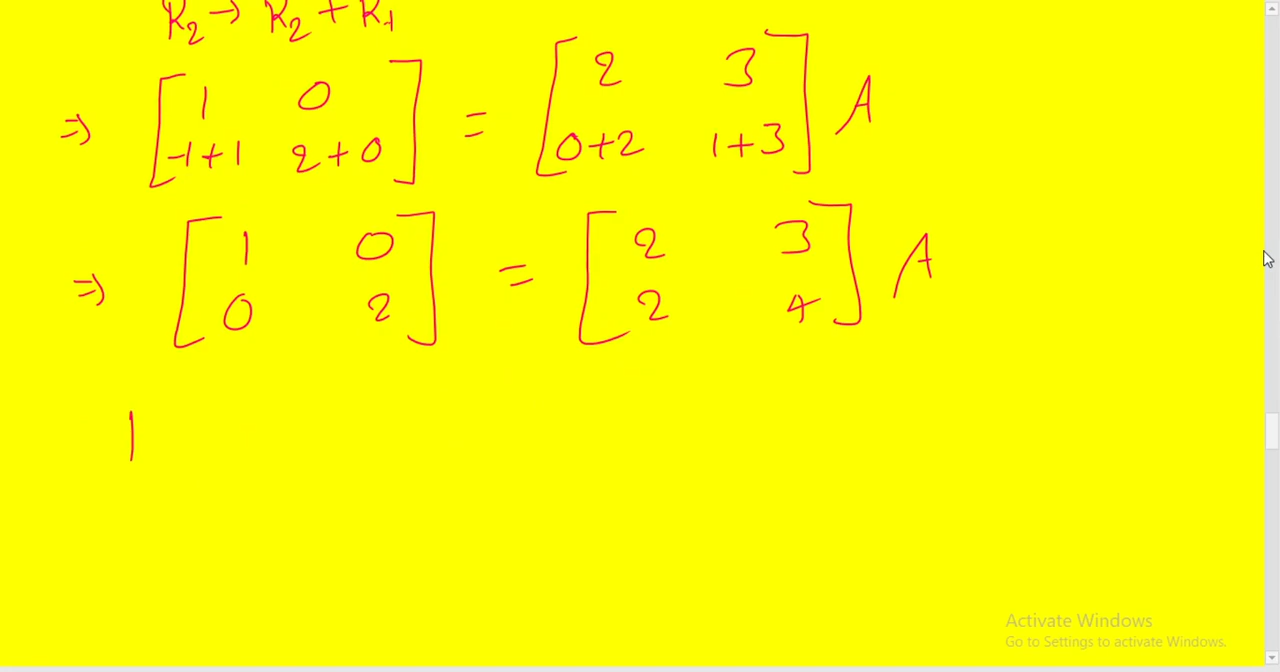 R2 → R2 + R1
⇒ [1 0
-1+1 2+0] = [2 3
0+2 1+3] A
⇒ [1 0
0 2] = [2 3
2 4] A
Activate Windows
Go to Settings to activate Windows.